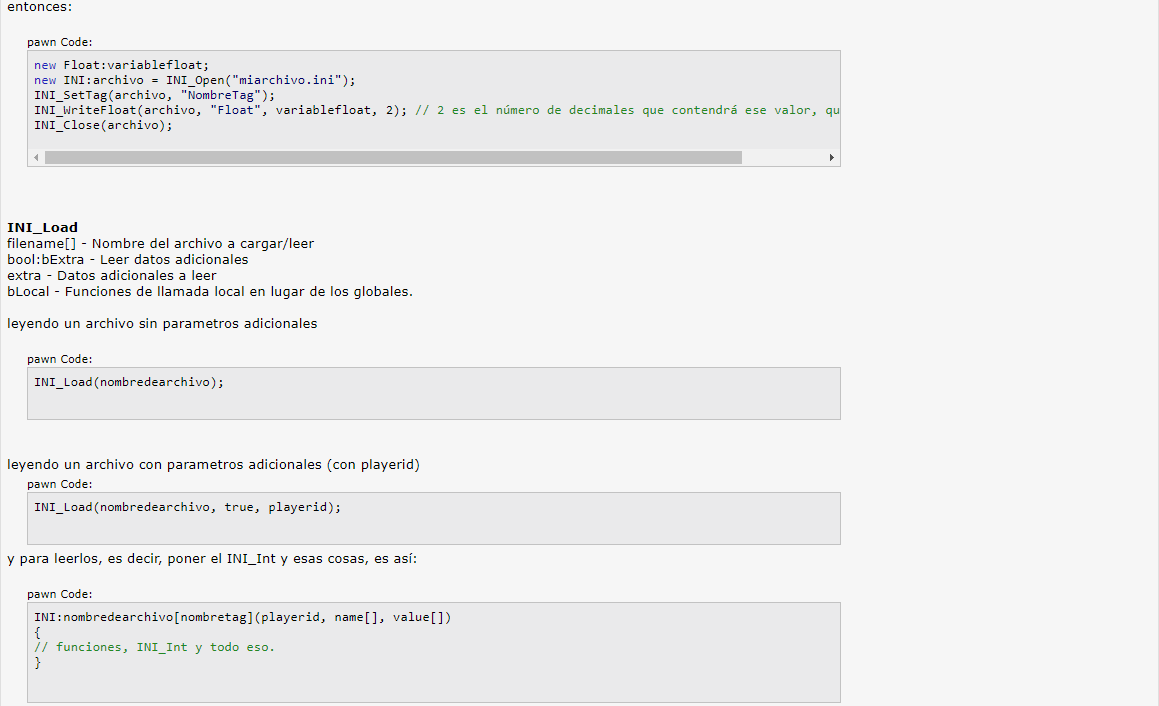 entonces:
pawn Code:
new Float:variablefloat;
new INI:archivo = INI_Open("miarchivo.ini");
INI_SetTag(archivo, "NombreTag");
INI_WriteFloat(archivo, "Float", variablefloat, 2); // 2 es el número de decimales que contendrá ese valor, qu
INI_Close(archivo);
INI_Load
filename[] - Nombre del archivo a cargar/leer
bool:bExtra - Leer datos adicionales
extra - Datos adicionales a leer
bLocal - Funciones de llamada local en lugar de los globales.
leyendo un archivo sin parametros adicionales
pawn Code:
INI_Load(nombredearchivo);
leyendo un archivo con parametros adicionales (con playerid)
pawn Code:
INI_Load(nombredearchivo, true, playerid);
y para leerlos, es decir, poner el INI_Int y esas cosas, es así:
pawn Code:
INI:nombredearchivo[nombretag](playerid, name[], value[])
{
// funciones, INI_Int y todo eso.
}